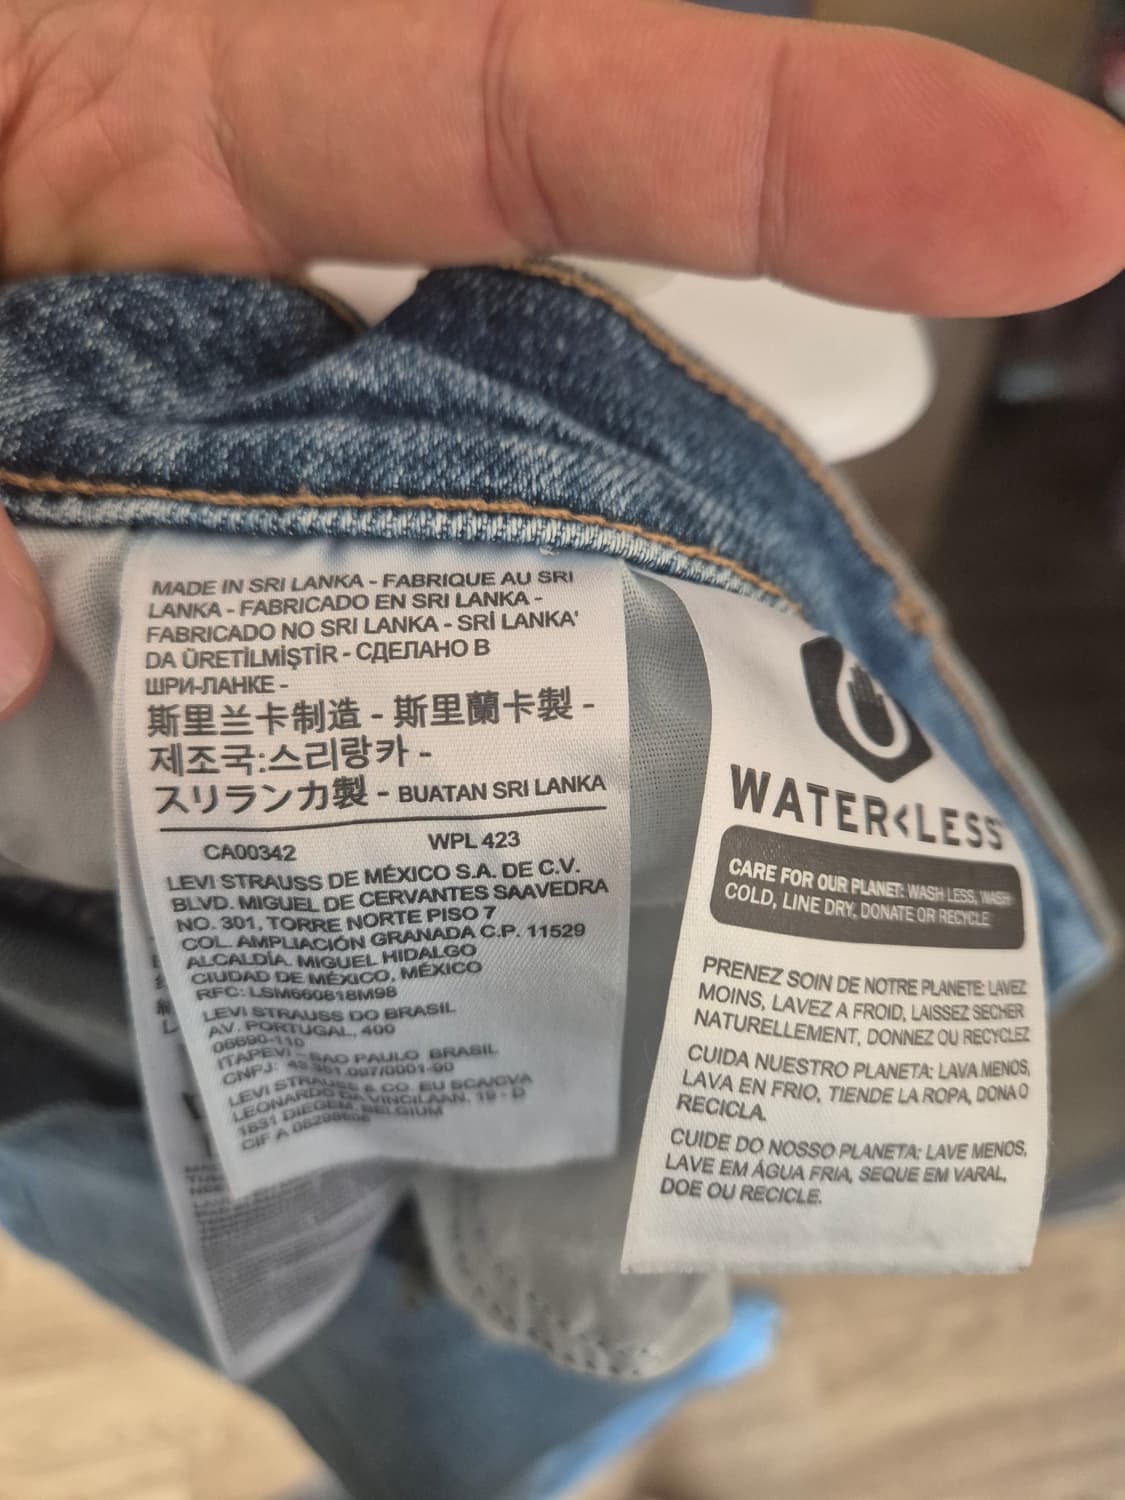 MADE IN SRI LANKA - FABRIQUE AU SRI
LANKA - FABRICADO EN SRI LANKA -
FABRICADO NO SRI LANKA - SRİ LANKA'
DA ÜRETİLMİŞTİR - СДЕЛАНО В
ШРИ-ЛАНКЕ -
斯里兰卡制造 - 斯里蘭卡製 -
제조국:스리랑카 -
スリランカ製 - BUATAN SRI LANKA
CA00342 WPL 423
LEVI STRAUSS DE MÉXICO S.A. DE C.V.
BLVD. MIGUEL DE CERVANTES SAAVEDRA
NO. 301, TORRE NORTE PISO 7
COL. AMPLIACIÓN GRANADA C.P. 11529
ALCALDÍA. MIGUEL HIDALGO
CIUDAD DE MÉXICO, MÉXICO
RFC: LSM660818M98
LEVI STRAUSS DO BRASIL
AV. PORTUGAL, 400
06690-110
ITAPEVI - SAO PAULO BRASIL
CNPJ:
LEVI STRAUSS & CO. EU SCA/CVA
LEONARDO DA VINCILAAN, 19 - D
1831 DIEGEM, BELGIUM
CIF A
WATER<LESS
CARE FOR OUR PLANET: WASH LESS, WASH
COLD, LINE DRY, DONATE OR RECYCLE
PRENEZ SOIN DE NOTRE PLANETE: LAVEZ
MOINS, LAVEZ A FROID, LAISSEZ SECHER
NATURELLEMENT, DONNEZ OU RECYCLEZ
CUIDA NUESTRO PLANETA: LAVA MENOS,
LAVA EN FRIO, TIENDE LA ROPA, DONA O
RECICLA.
CUIDE DO NOSSO PLANETA: LAVE MENOS,
LAVE EM ÁGUA FRIA, SEQUE EM VARAL,
DOE OU RECICLE.